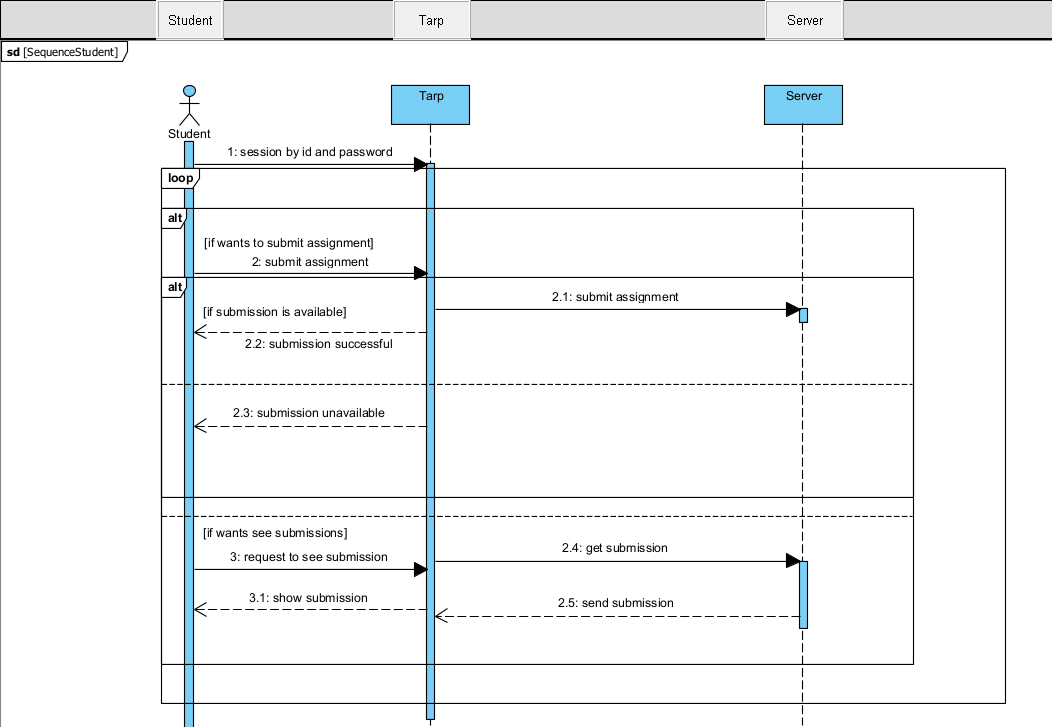 Student
Tarp
Server
sd [SequenceStudent]
Tarp
Server
Student
1: session by id and password
loop
alt
[if wants to submit assignment]
2: submit assignment
alt
2.1: submit assignment
[if submission is available]
2.2: submission successful
2.3: submission unavailable
[if wants see submissions]
2.4: get submission
3: request to see submission
3.1: show submission
2.5: send submission